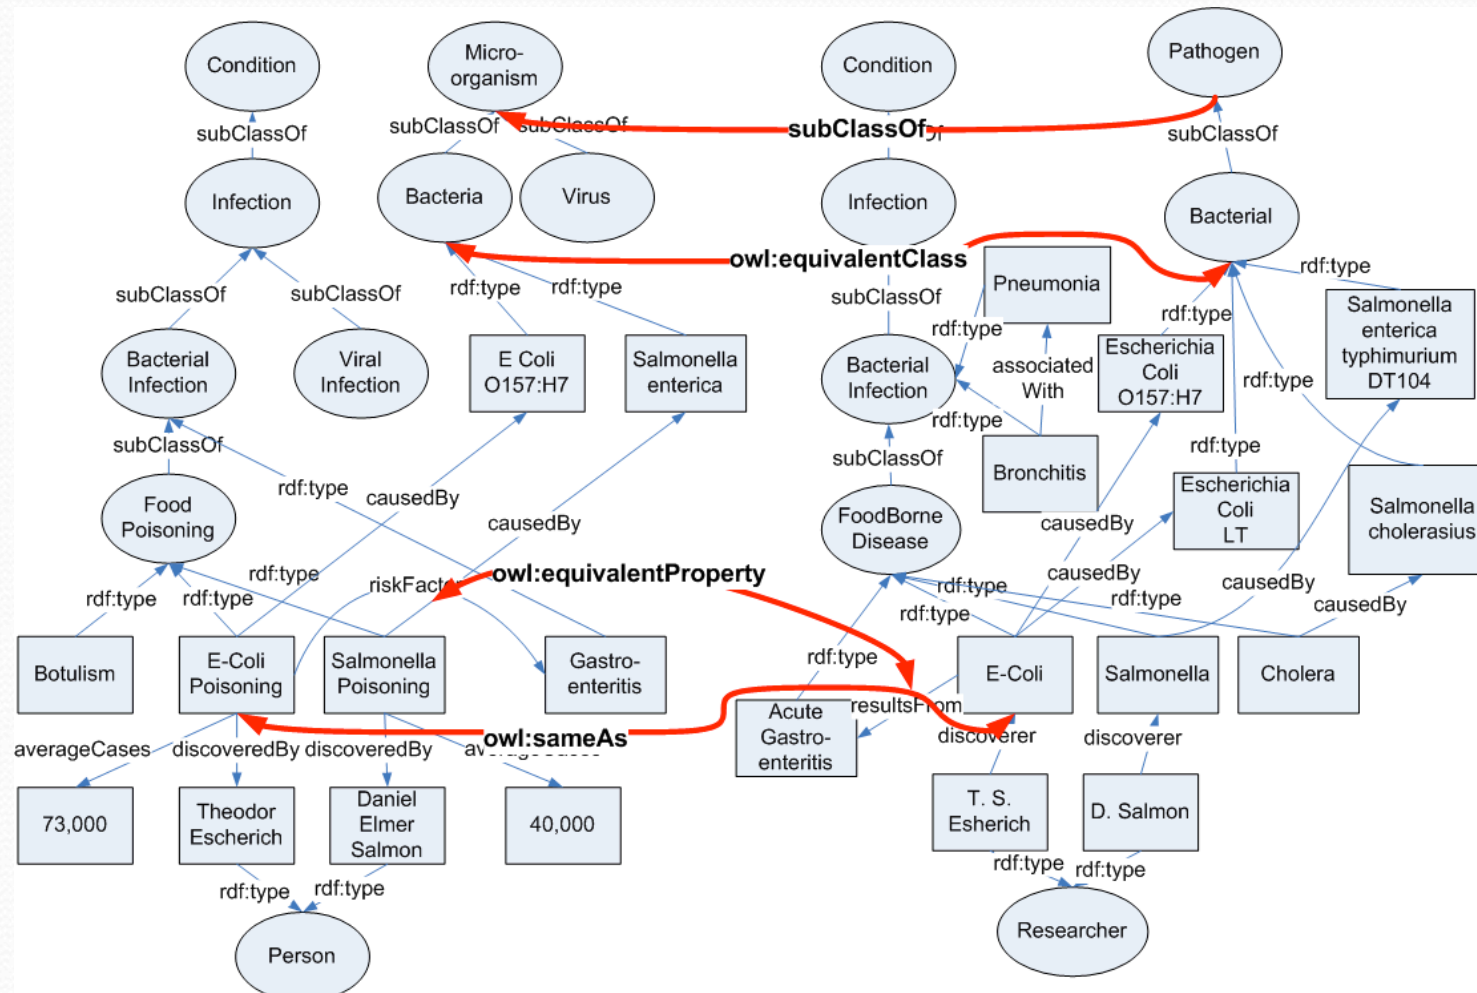 Condition
Micro-
organism
Condition
Pathogen
subClassOf
subClassOf
subClassOf
subClassOf
subClassOf
Infection
Bacteria
Virus
Infection
Bacterial
owl:equivalentClass
subClassOf
subClassOf
rdf:type
rdf:type
subClassOf
Pneumonia
rdf:type
rdf:type
rdf:type
Bacterial
Infection
Viral
Infection
E Coli
O157:H7
Salmonella
enterica
Bacterial
Infection
associated
With
Escherichia
Coli
O157:H7
Salmonella
enterica
typhimurium
DT104
rdf:type
rdf:type
rdf:type
subClassOf
subClassOf
Bronchitis
Food
Poisoning
rdf:type
causedBy
causedBy
FoodBorne
Disease
causedBy
Escherichia
Coli
LT
Salmonella
cholerasius
owl:equivalentProperty
rdf:type
rdf:type
rdf:type
riskFactor
rdf:type
rdf:type
rdf:type
causedBy
causedBy
causedBy
Botulism
E-Coli
Poisoning
Salmonella
Poisoning
Gastro-
enteritis
rdf:type
E-Coli
Salmonella
Cholera
resultsFrom
Acute
Gastro-
enteritis
owl:sameAs
averageCases
discoveredBy
discoveredBy
averageCases
discoverer
discoverer
73,000
Theodor
Escherich
Daniel
Elmer
Salmon
40,000
T. S.
Esherich
D. Salmon
rdf:type
rdf:type
rdf:type
rdf:type
Person
Researcher